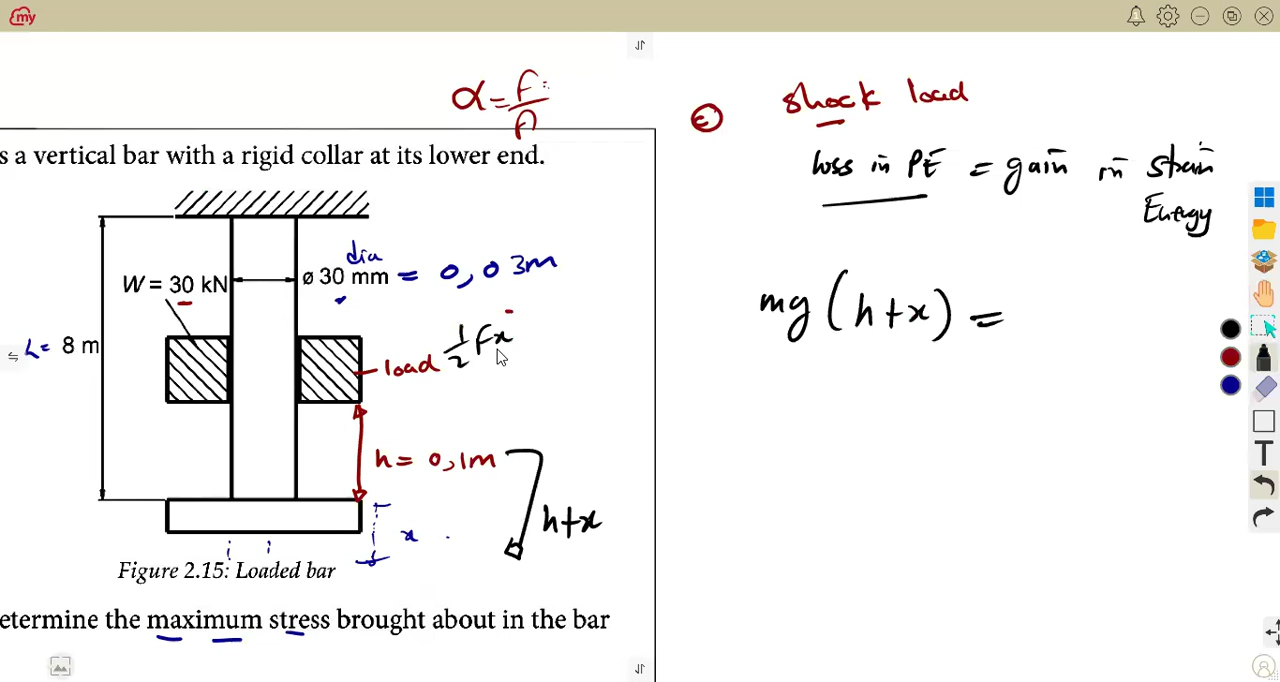 my
α = F/A
s a vertical bar with a rigid collar at its lower end.
dia
W = 30 kN
ø 30 mm = 0,03m
L = 8 m
load ½Fx
h = 0,1m
h+x
x
Figure 2.15: Loaded bar
etermine the maximum stress brought about in the bar
shock load
loss in PE = gain in Strain
Energy
mg (h+x) =
T